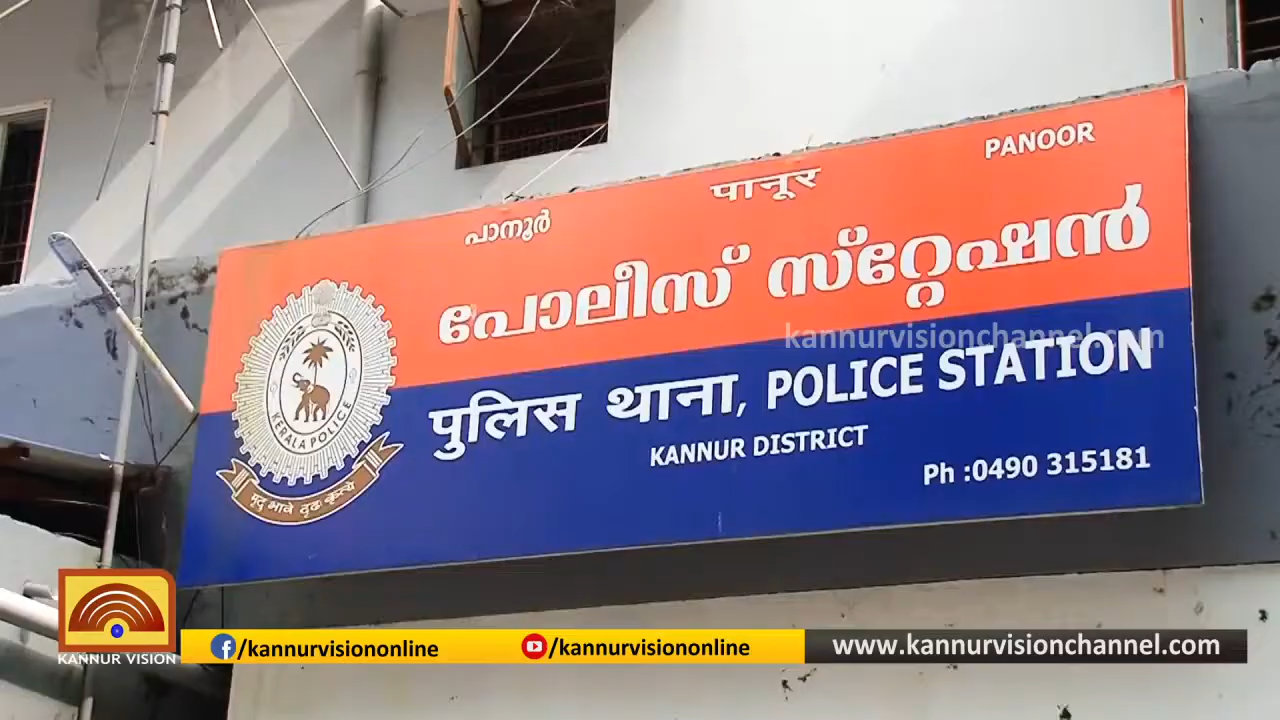 പാനൂർ पानूर PANOOR
പോലീസ് സ്റ്റേഷൻ
kannurvisionchannel.com
पुलिस थाना, POLICE STATION
KANNUR DISTRICT
Ph :0490 315181
KERALA POLICE
मृदु भावे दृढ कृत्ये
KANNUR VISION
/kannurvisiononline /kannurvisiononline www.kannurvisionchannel.com